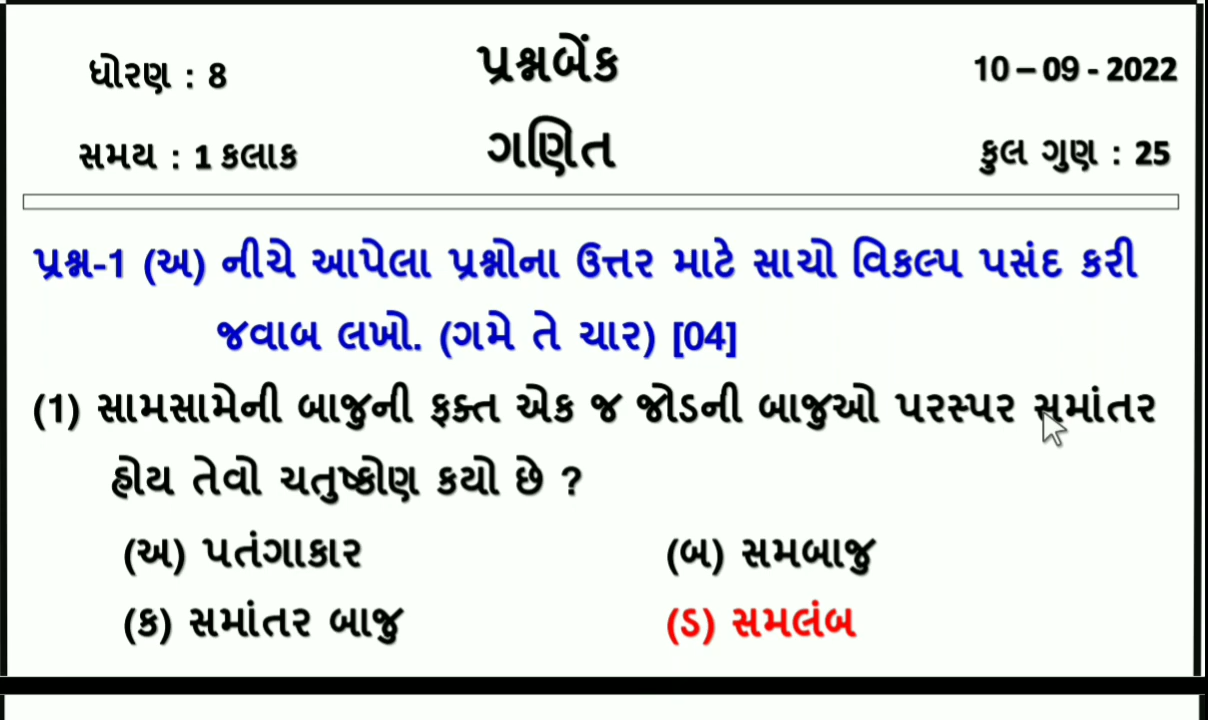 ધોરણ : 8 પ્રશ્નબેંક 10 – 09 - 2022
સમય : 1 કલાક ગણિત કુલ ગુણ : 25
પ્રશ્ન-1 (અ) નીચે આપેલા પ્રશ્નોના ઉત્તર માટે સાચો વિકલ્પ પસંદ કરી
જવાબ લખો. (ગમે તે ચાર) [04]
(1) સામસામેની બાજુની ફક્ત એક જ જોડની બાજુઓ પરસ્પર સમાંતર
હોય તેવો ચતુષ્કોણ કયો છે ?
(અ) પતંગાકાર (બ) સમબાજુ
(ક) સમાંતર બાજુ (ડ) સમલંબ